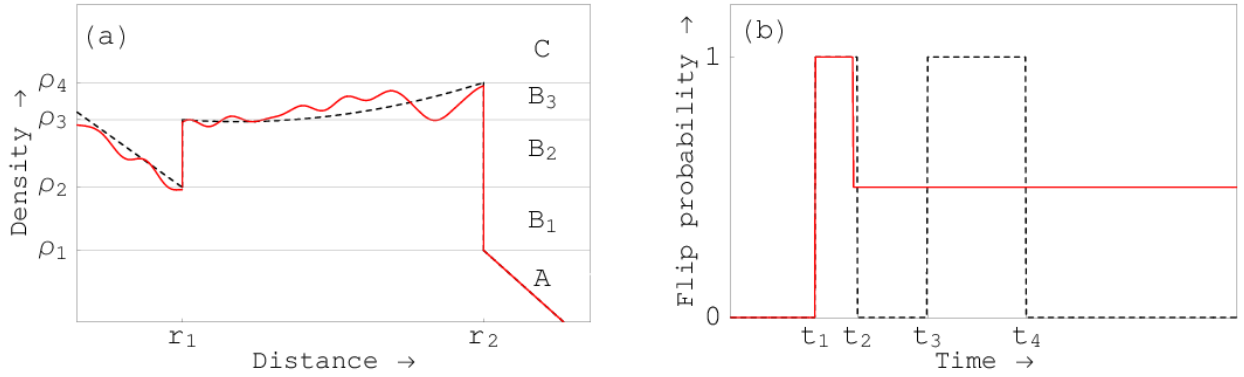 (a)
C
ρ4
B3
ρ3
B2
ρ2
B1
ρ1
A
r1
r2
Density →
Distance →
(b)
1
0
t1
t2
t3
t4
Flip probability →
Time →